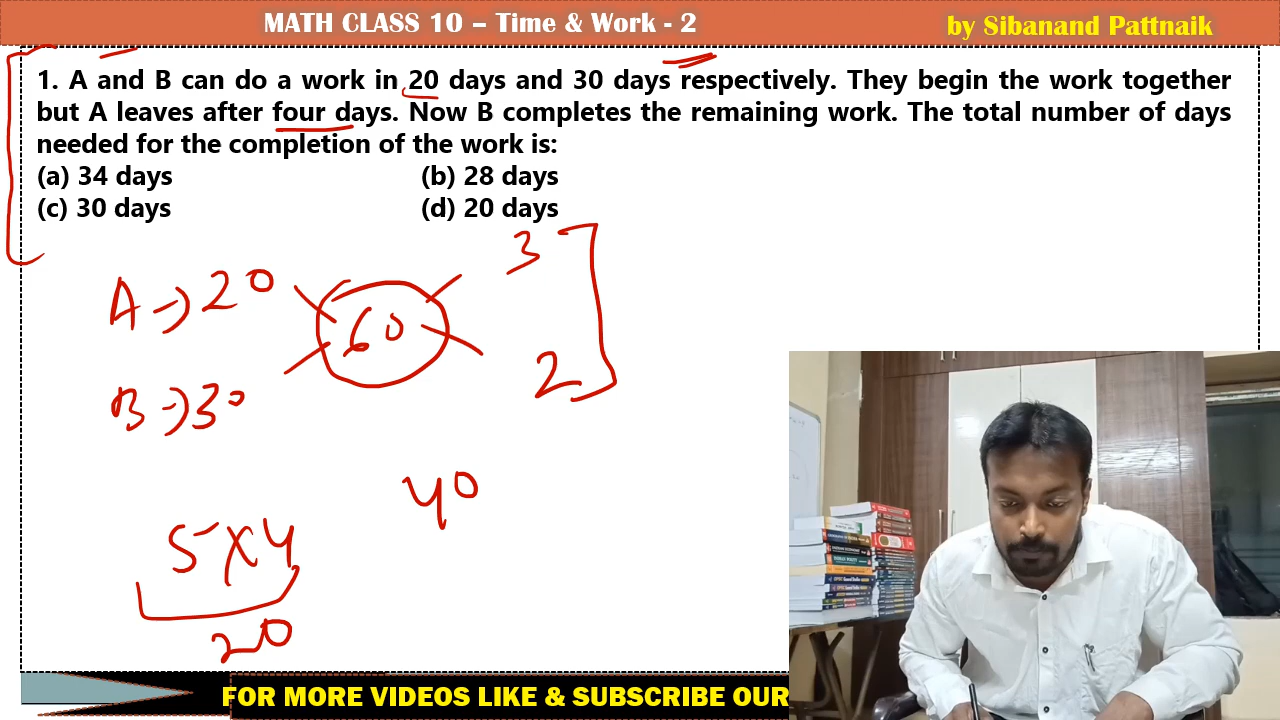 MATH CLASS 10 – Time & Work - 2
by Sibanand Pattnaik
1. A and B can do a work in 20 days and 30 days respectively. They begin the work together
but A leaves after four days. Now B completes the remaining work. The total number of days
needed for the completion of the work is:
(a) 34 days (b) 28 days
(c) 30 days (d) 20 days
3
A → 20
60
2
B → 30
40
5 x 4
20
FOR MORE VIDEOS LIKE & SUBSCRIBE OUR